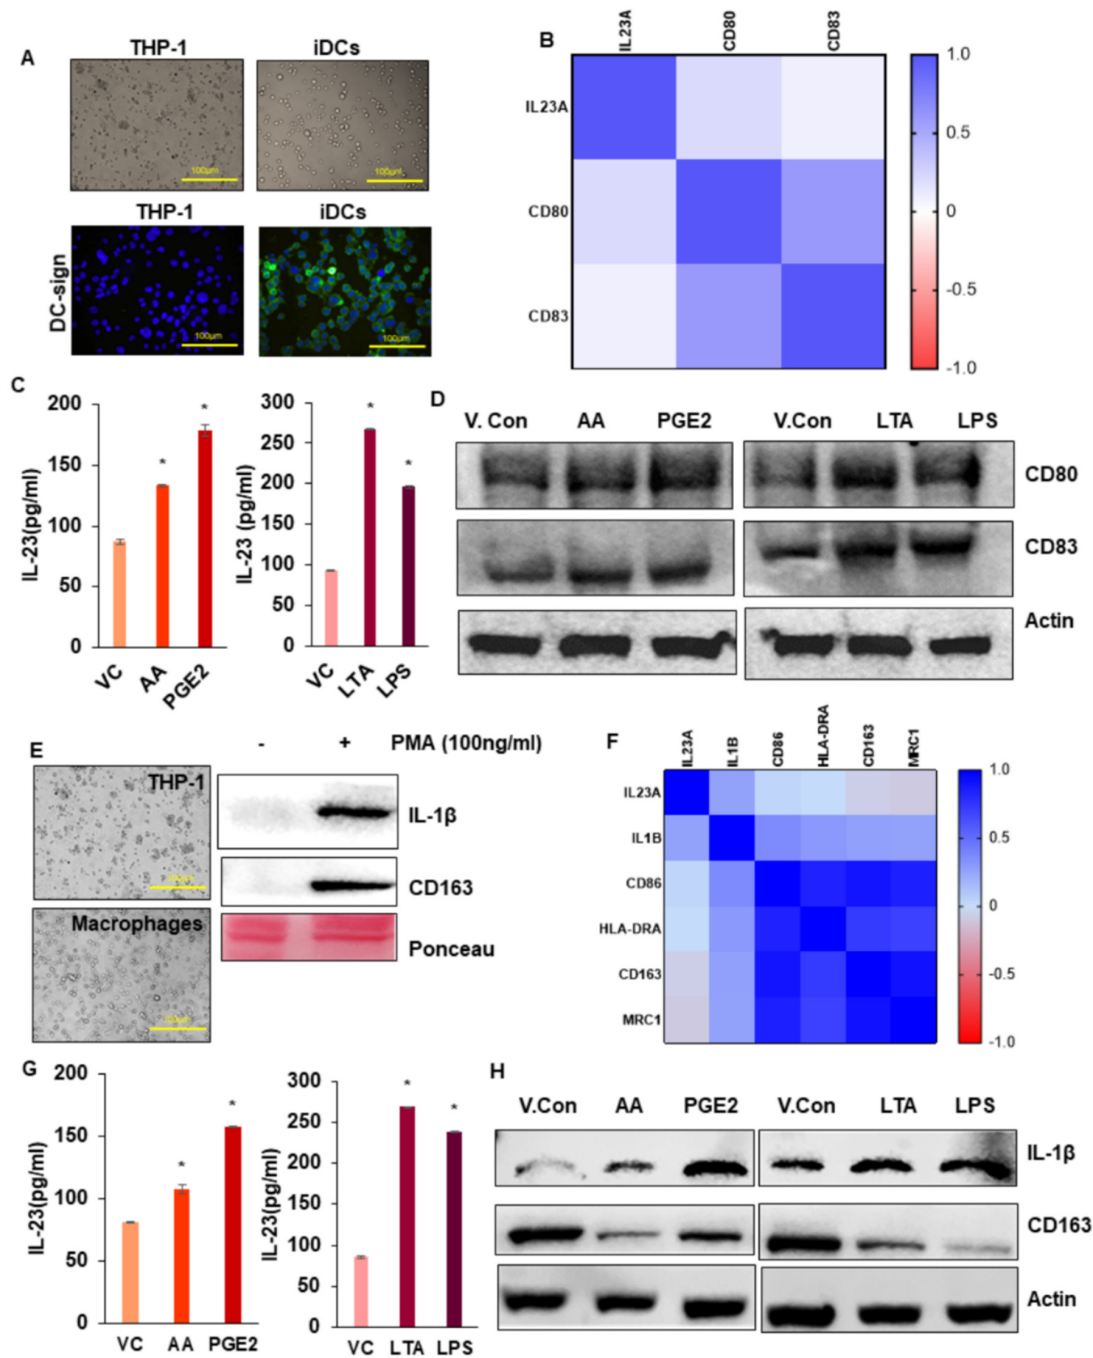 A
THP-1
iDCs
100µm
100µm
THP-1
iDCs
DC-sign
100µm
100µm
B
IL23A
CD80
CD83
IL23A
CD80
CD83
1.0
0.5
0
-0.5
-1.0
C
IL-23(pg/ml)
200
150
100
50
0
VC
AA
PGE2
*
*
IL-23 (pg/ml)
300
250
200
150
100
50
0
VC
LTA
LPS
*
*
D
V. Con AA PGE2
V.Con LTA LPS
CD80
CD83
Actin
E
THP-1
Macrophages
- + PMA (100ng/ml)
IL-1β
CD163
Ponceau
F
IL23A
IL1B
CD86
HLA-DRA
CD163
MRC1
IL23A
IL1B
CD86
HLA-DRA
CD163
MRC1
1.0
0.5
0
-0.5
-1.0
G
IL-23(pg/ml)
200
150
100
50
0
VC AA PGE2
*
*
IL-23(pg/ml)
300
250
200
150
100
50
0
VC LTA LPS
*
*
H
V.Con AA PGE2
V.Con LTA LPS
IL-1β
CD163
Actin